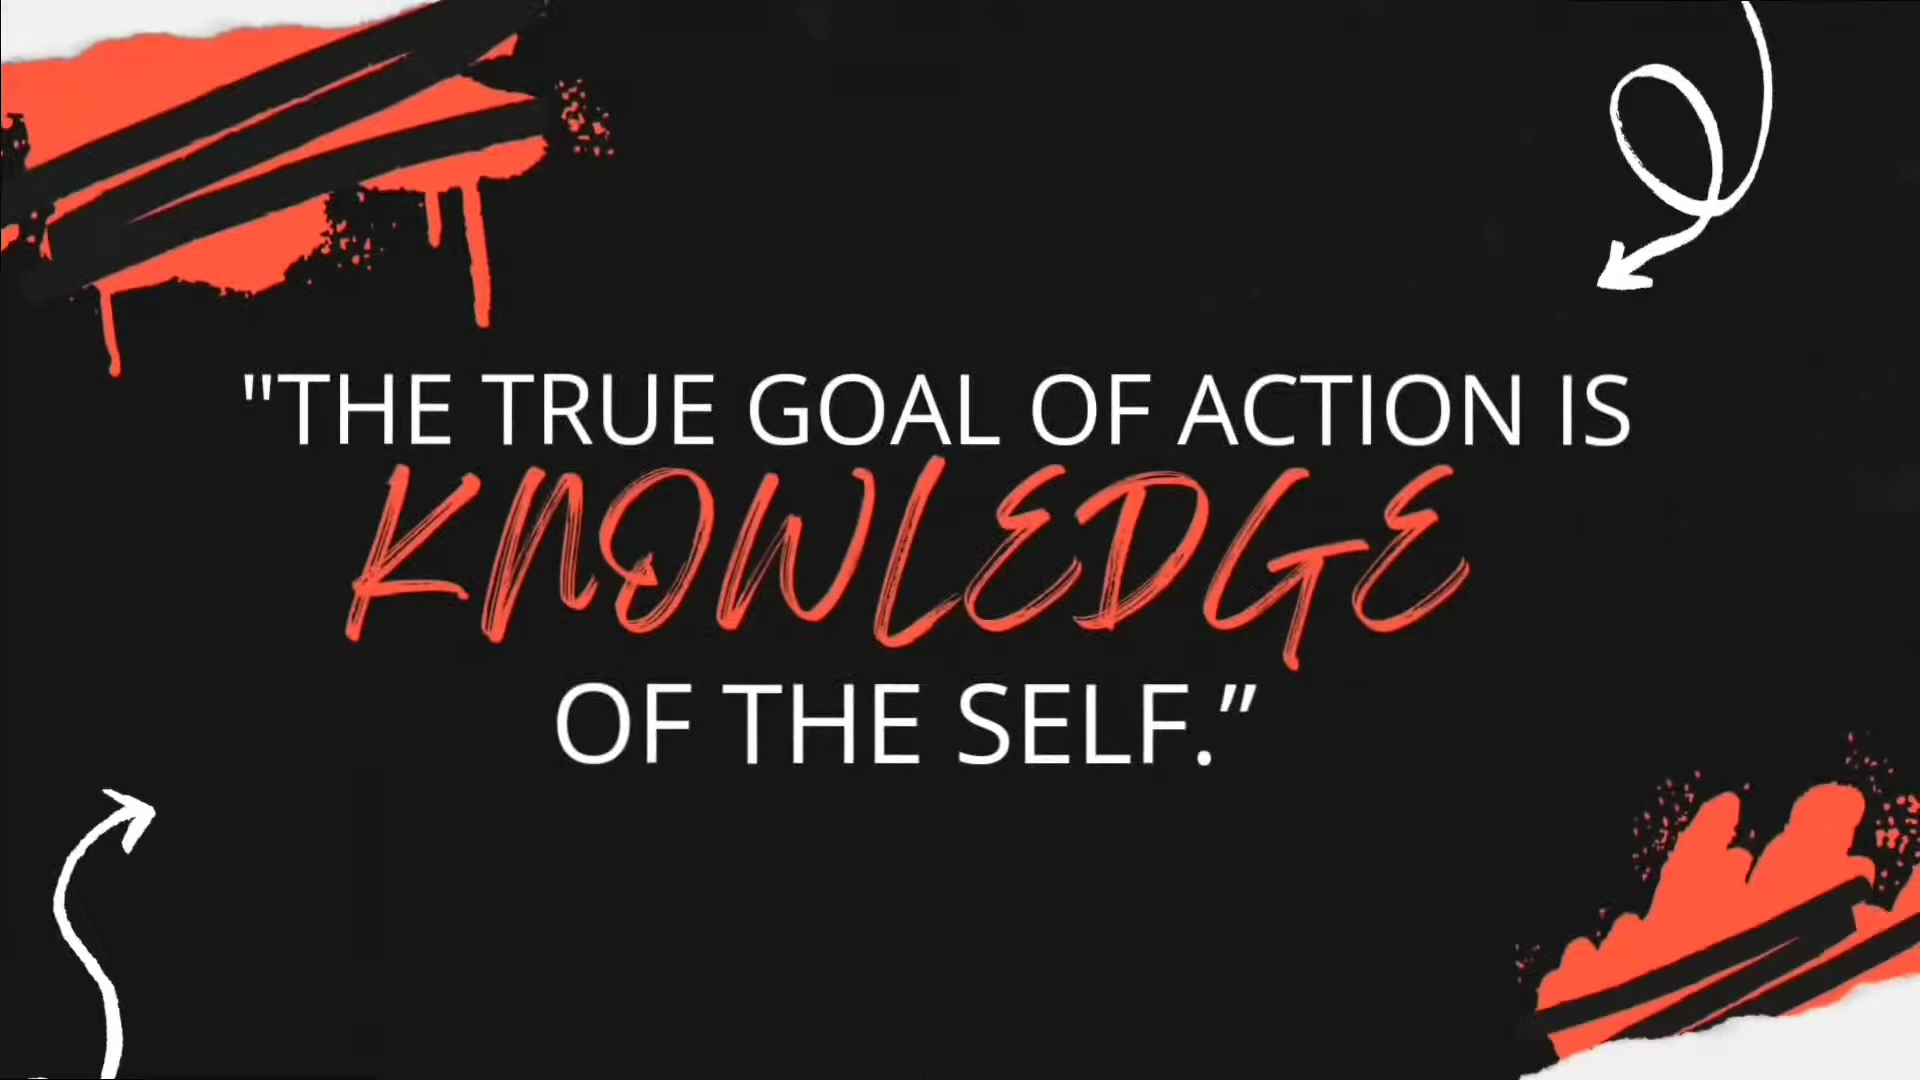 "THE TRUE GOAL OF ACTION IS
KNOWLEDGE
OF THE SELF.”